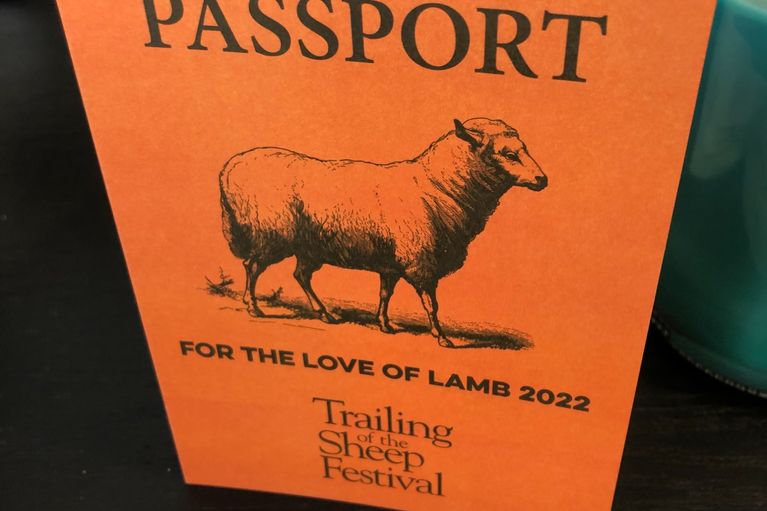 PASSPORT
FOR THE LOVE OF LAMB 2022
Trailing
of the
Sheep
Festival